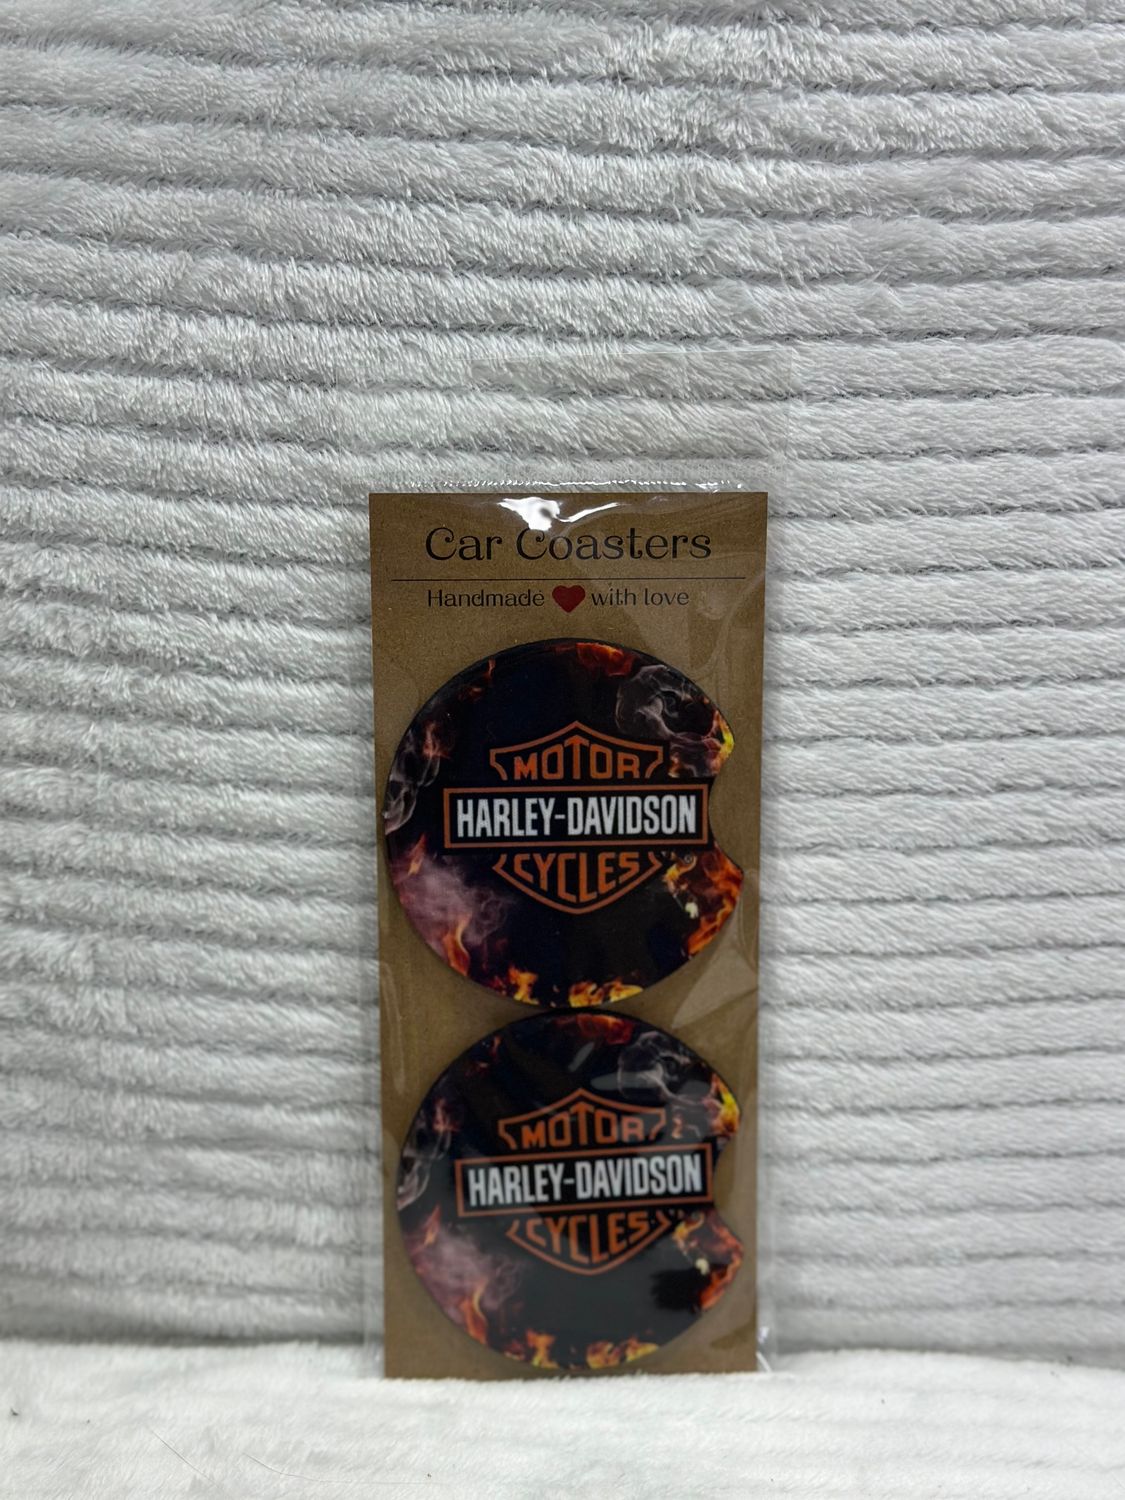 Car Coasters
Handmade with love
MOTOR
HARLEY-DAVIDSON
CYCLES
MOTOR
HARLEY-DAVIDSON
CYCLES